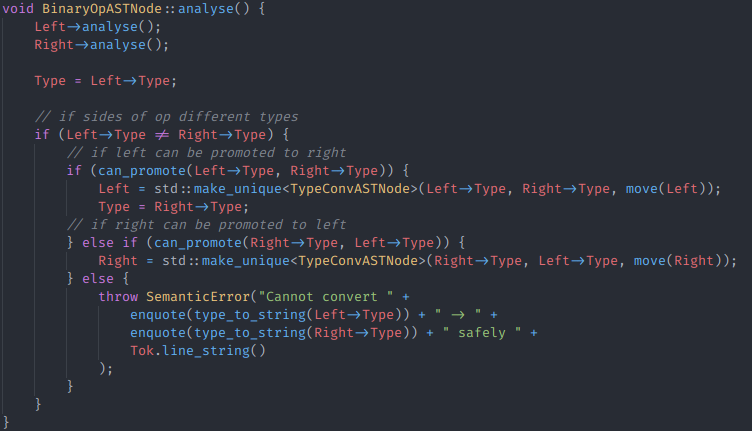 void BinaryOpASTNode::analyse() {
    Left->analyse();
    Right->analyse();

    Type = Left->Type;

    // if sides of op different types
    if (Left->Type != Right->Type) {
        // if left can be promoted to right
        if (can_promote(Left->Type, Right->Type)) {
            Left = std::make_unique<TypeConvASTNode>(Left->Type, Right->Type, move(Left));
            Type = Right->Type;
        // if right can be promoted to left
        } else if (can_promote(Right->Type, Left->Type)) {
            Right = std::make_unique<TypeConvASTNode>(Right->Type, Left->Type, move(Right));
        } else {
            throw SemanticError("Cannot convert " +
                enquote(type_to_string(Left->Type)) + " -> " +
                enquote(type_to_string(Right->Type)) + " safely " +
                Tok.line_string()
            );
        }
    }
}